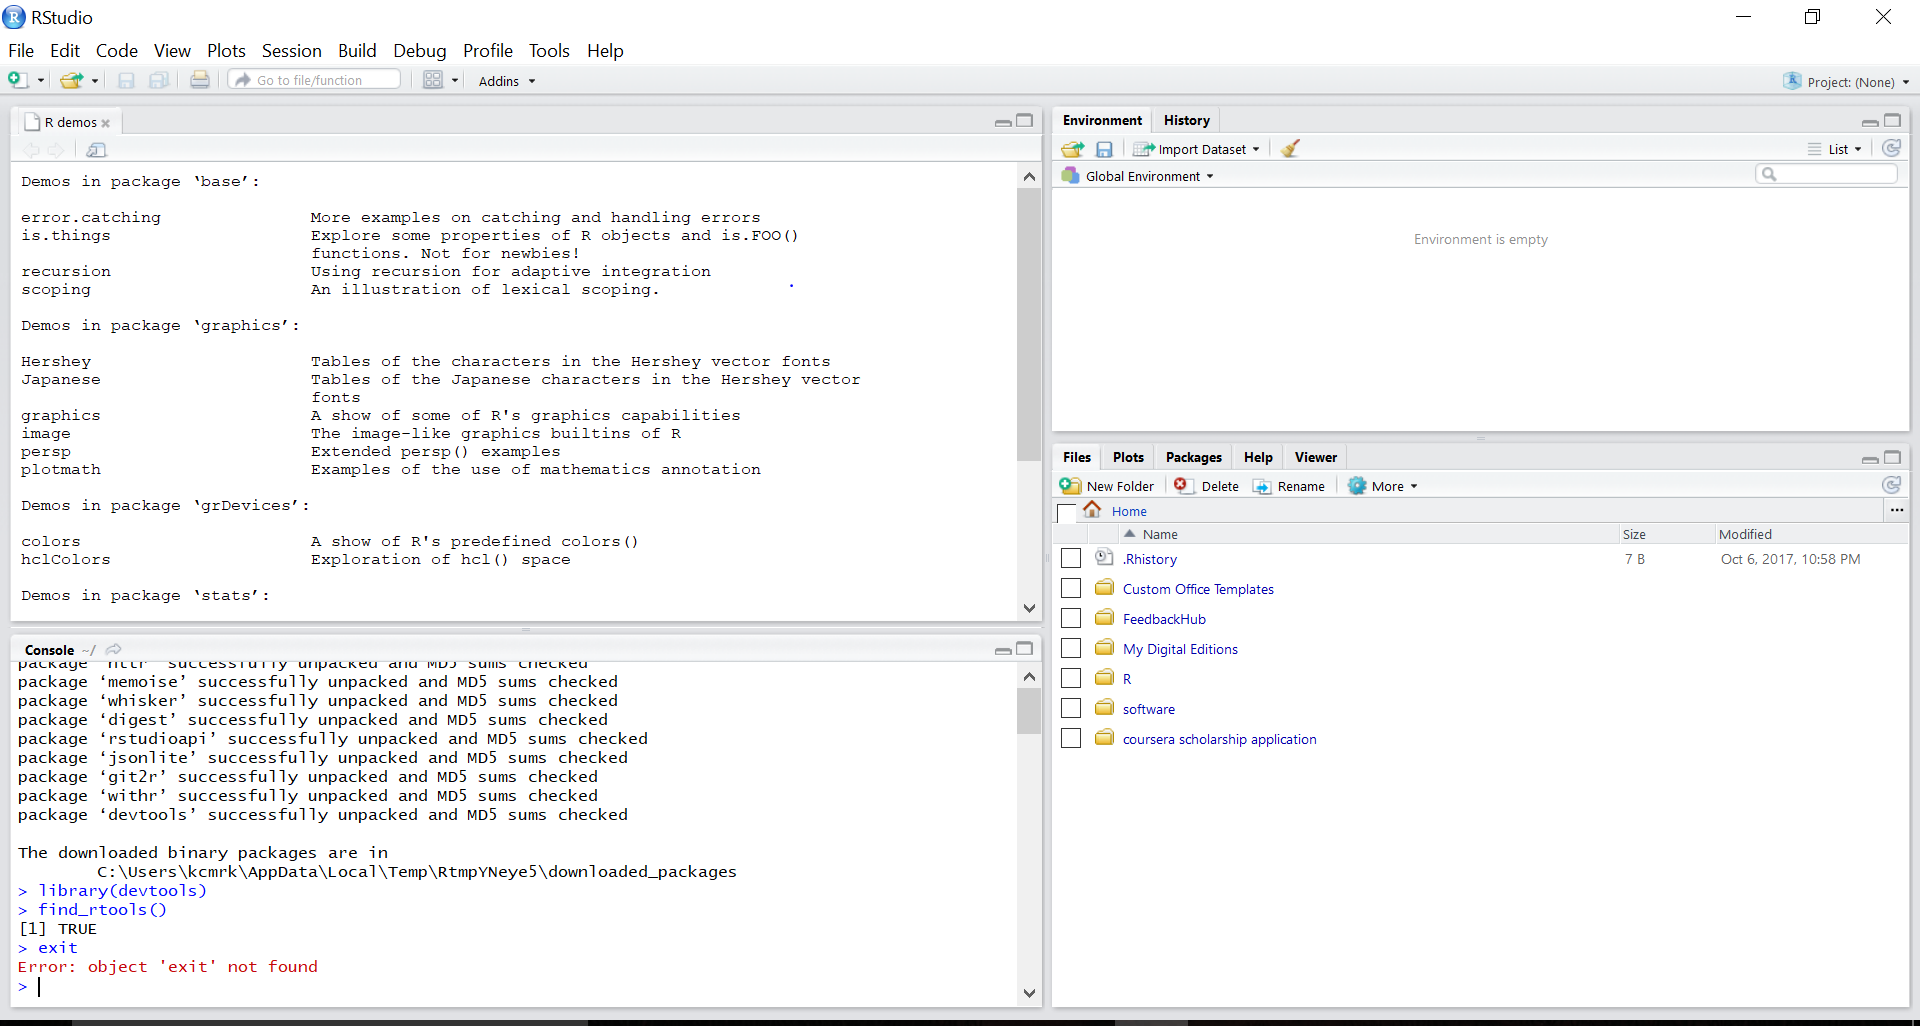 RStudio
File Edit Code View Plots Session Build Debug Profile Tools Help
Go to file/function
Addins
Project: (None)
R demos
Demos in package ‘base’:
error.catching More examples on catching and handling errors
is.things Explore some properties of R objects and is.FOO()
functions. Not for newbies!
recursion Using recursion for adaptive integration
scoping An illustration of lexical scoping.
Demos in package ‘graphics’:
Hershey Tables of the characters in the Hershey vector fonts
Japanese Tables of the Japanese characters in the Hershey vector
fonts
graphics A show of some of R's graphics capabilities
image The image-like graphics builtins of R
persp Extended persp() examples
plotmath Examples of the use of mathematics annotation
Demos in package ‘grDevices’:
colors A show of R's predefined colors()
hclColors Exploration of hcl() space
Demos in package ‘stats’:
Console ~/
package ‘httr’ successfully unpacked and MD5 sums checked
package ‘memoise’ successfully unpacked and MD5 sums checked
package ‘whisker’ successfully unpacked and MD5 sums checked
package ‘digest’ successfully unpacked and MD5 sums checked
package ‘rstudioapi’ successfully unpacked and MD5 sums checked
package ‘jsonlite’ successfully unpacked and MD5 sums checked
package ‘git2r’ successfully unpacked and MD5 sums checked
package ‘withr’ successfully unpacked and MD5 sums checked
package ‘devtools’ successfully unpacked and MD5 sums checked
The downloaded binary packages are in
C:\Users\kcmrk\AppData\Local\Temp\RtmpYNeye5\downloaded_packages
> library(devtools)
> find_rtools()
[1] TRUE
> exit
Error: object 'exit' not found
>
Environment History
Import Dataset
List
Global Environment
Environment is empty
Files Plots Packages Help Viewer
New Folder Delete Rename More
Home ...
Name Size Modified
.Rhistory 7 B Oct 6, 2017, 10:58 PM
Custom Office Templates
FeedbackHub
My Digital Editions
R
software
coursera scholarship application